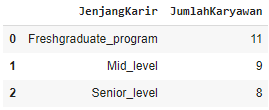 JenjangKarir JumlahKaryawan
0 Freshgraduate_program 11
1 Mid_level 9
2 Senior_level 8